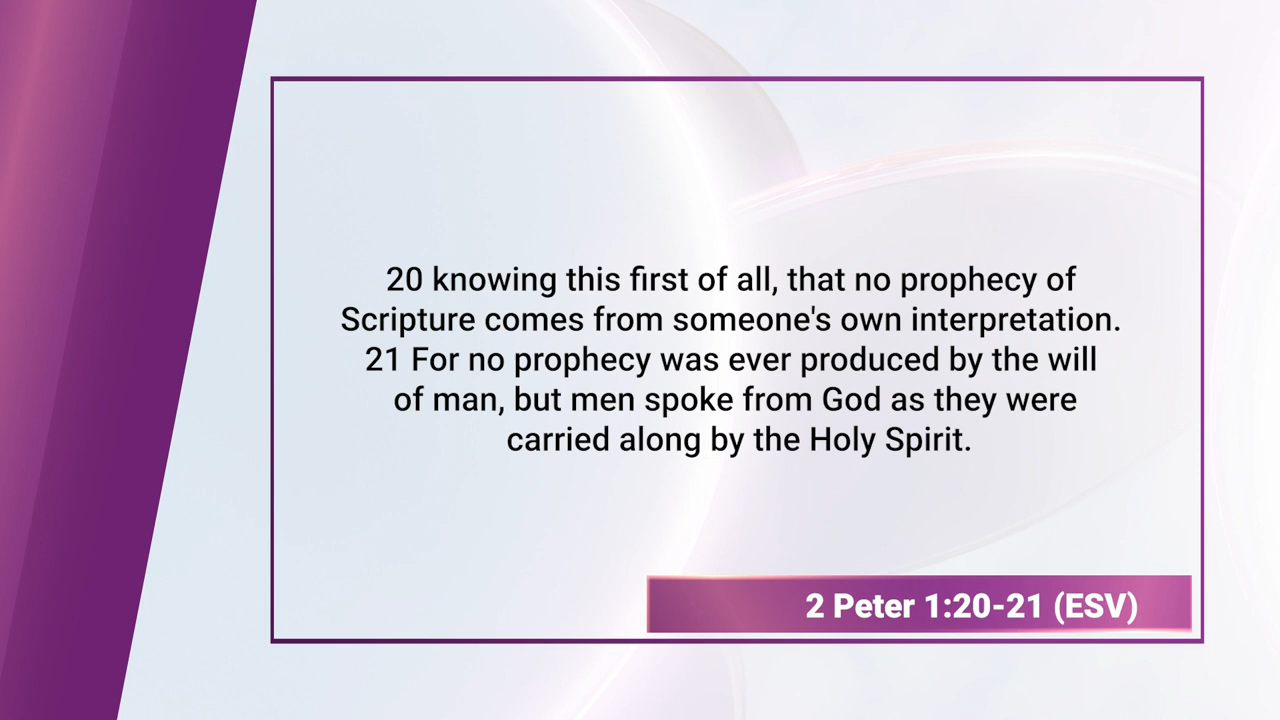 20 knowing this first of all, that no prophecy of
Scripture comes from someone's own interpretation.
21 For no prophecy was ever produced by the will
of man, but men spoke from God as they were
carried along by the Holy Spirit.
2 Peter 1:20-21 (ESV)